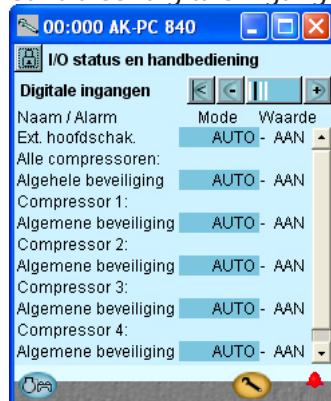 00:000 AK-PC 840
I/O status en handbediening
Digitale ingangen
Naam / Alarm Mode Waarde
Ext. hoofdschak. AUTO - AAN
Alle compressoren:
Algehele beveiliging AUTO - AAN
Compressor 1:
Algemene beveiliging AUTO - AAN
Compressor 2:
Algemene beveiliging AUTO - AAN
Compressor 3:
Algemene beveiliging AUTO - AAN
Compressor 4:
Algemene beveiliging AUTO - AAN